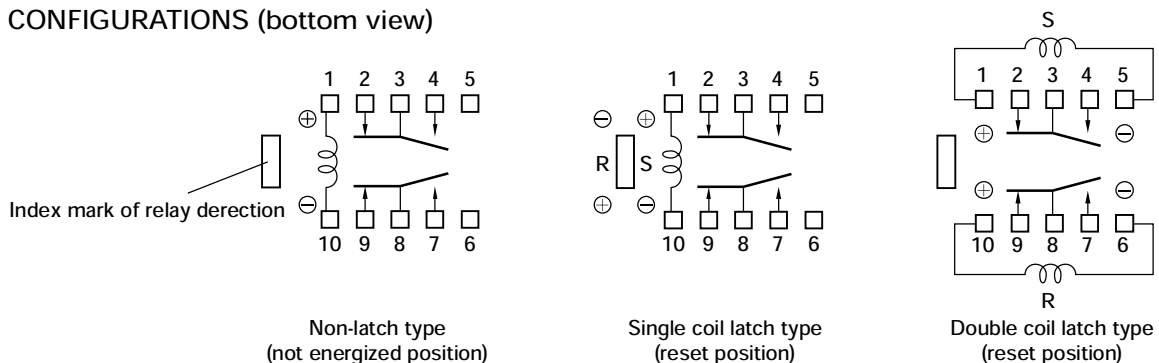 CONFIGURATIONS (bottom view)
1 2 3 4 5
⊕
⊖
10 9 8 7 6
Index mark of relay derection
Non-latch type
(not energized position)
1 2 3 4 5
⊖ ⊕
R S
⊕ ⊖
10 9 8 7 6
Single coil latch type
(reset position)
S
1 2 3 4 5
⊕ ⊖
⊕ ⊖
10 9 8 7 6
R
Double coil latch type
(reset position)